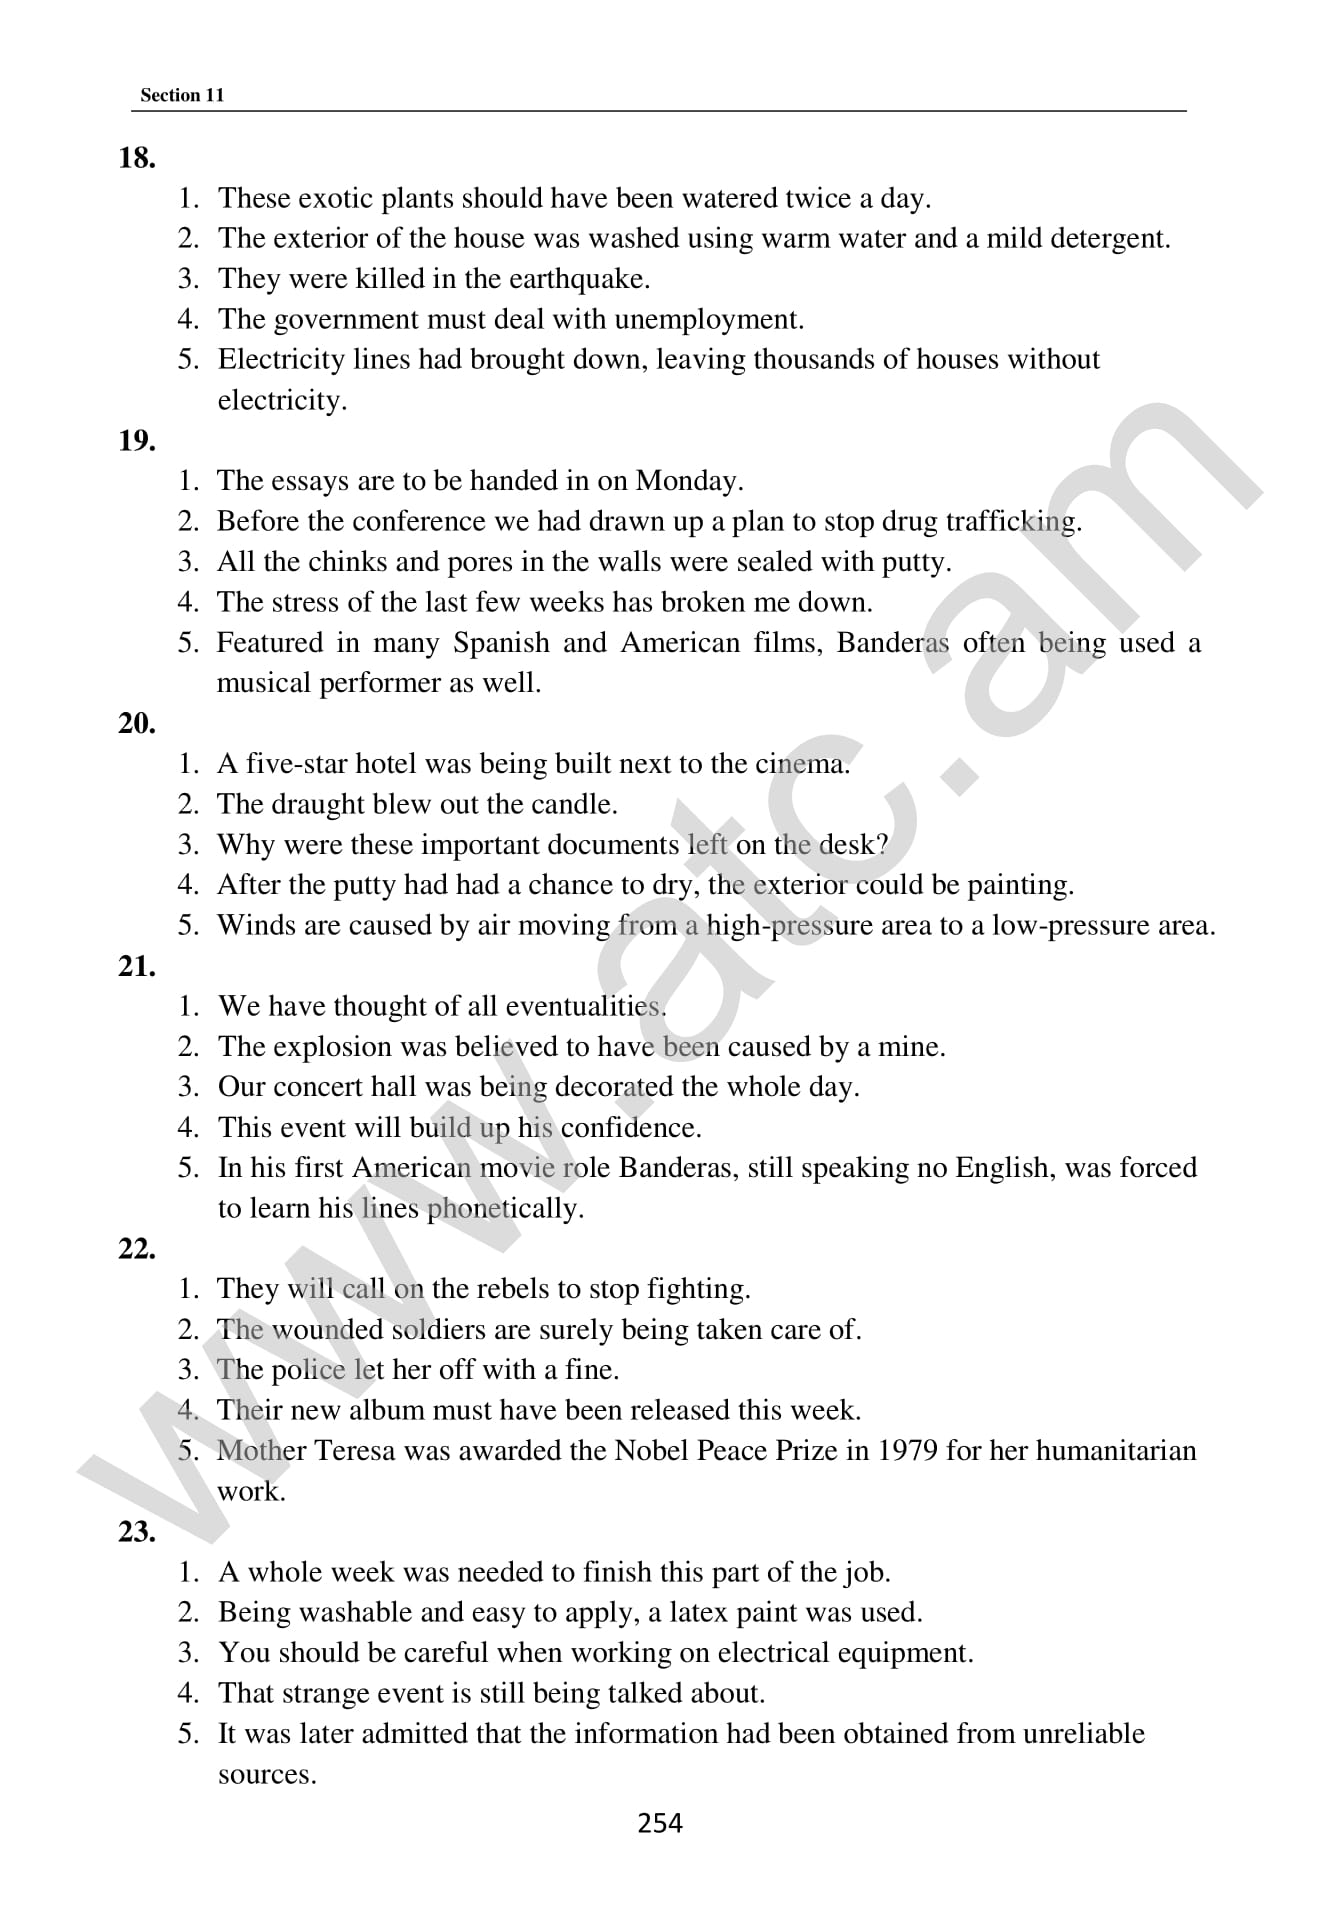 Section 11
18.
1. These exotic plants should have been watered twice a day.
2. The exterior of the house was washed using warm water and a mild detergent.
3. They were killed in the earthquake.
4. The government must deal with unemployment.
5. Electricity lines had brought down, leaving thousands of houses without
electricity.
19.
1. The essays are to be handed in on Monday.
2. Before the conference we had drawn up a plan to stop drug trafficking.
3. All the chinks and pores in the walls were sealed with putty.
4. The stress of the last few weeks has broken me down.
5. Featured in many Spanish and American films, Banderas often being used a
musical performer as well.
20.
1. A five-star hotel was being built next to the cinema.
2. The draught blew out the candle.
3. Why were these important documents left on the desk?
4. After the putty had had a chance to dry, the exterior could be painting.
5. Winds are caused by air moving from a high-pressure area to a low-pressure area.
21.
1. We have thought of all eventualities.
2. The explosion was believed to have been caused by a mine.
3. Our concert hall was being decorated the whole day.
4. This event will build up his confidence.
5. In his first American movie role Banderas, still speaking no English, was forced
to learn his lines phonetically.
22.
1. They will call on the rebels to stop fighting.
2. The wounded soldiers are surely being taken care of.
3. The police let her off with a fine.
4. Their new album must have been released this week.
5. Mother Teresa was awarded the Nobel Peace Prize in 1979 for her humanitarian
work.
23.
1. A whole week was needed to finish this part of the job.
2. Being washable and easy to apply, a latex paint was used.
3. You should be careful when working on electrical equipment.
4. That strange event is still being talked about.
5. It was later admitted that the information had been obtained from unreliable
sources.
254
www.atc.am